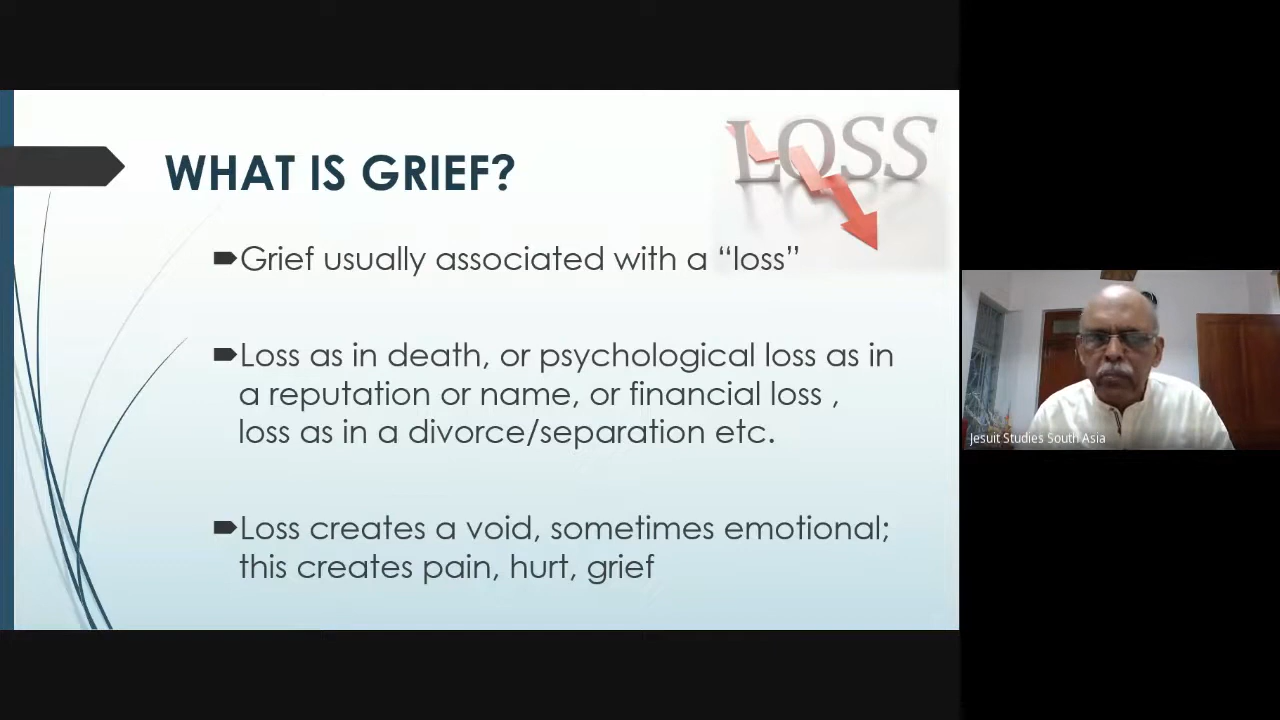 LOSS
WHAT IS GRIEF?
Grief usually associated with a “loss”
Loss as in death, or psychological loss as in
a reputation or name, or financial loss ,
loss as in a divorce/separation etc.
Loss creates a void, sometimes emotional;
this creates pain, hurt, grief
Jesuit Studies South Asia